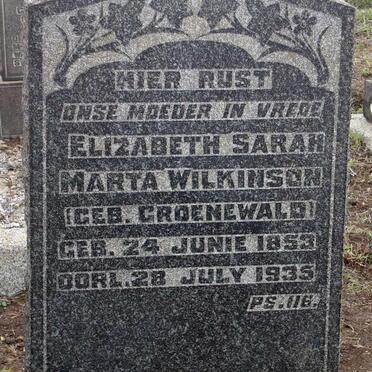 HIER RUST
ONSE MOEDER IN VREDE
ELIZABETH SARAH
MARTA WILKINSON
(GEB. GROENEWALD)
GEB. 24 JUNIE 1853
OORL. 28 JULY 1935
PS. 116.